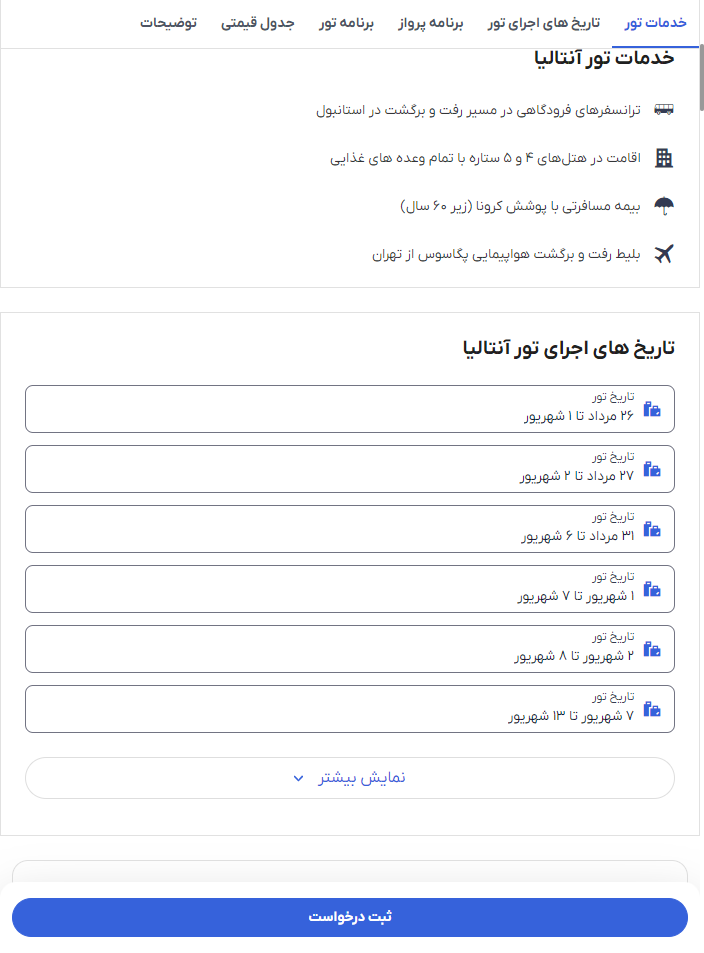 خدمات تور
تاریخ های اجرای تور
برنامه پرواز
برنامه تور
جدول قیمتی
توضیحات
خدمات تور آنتالیا
ترانسفرهای فرودگاهی در مسیر رفت و برگشت در استانبول
اقامت در هتل‌های ۴ و ۵ ستاره با تمام وعده های غذایی
بیمه مسافرتی با پوشش کرونا (زیر ۶۰ سال)
بلیط رفت و برگشت هواپیمایی پگاسوس از تهران
تاریخ های اجرای تور آنتالیا
تاریخ تور
۲۶ مرداد تا ۱ شهریور
تاریخ تور
۲۷ مرداد تا ۲ شهریور
تاریخ تور
۳۱ مرداد تا ۶ شهریور
تاریخ تور
۱ شهریور تا ۷ شهریور
تاریخ تور
۲ شهریور تا ۸ شهریور
تاریخ تور
۷ شهریور تا ۱۳ شهریور
نمایش بیشتر
ثبت درخواست